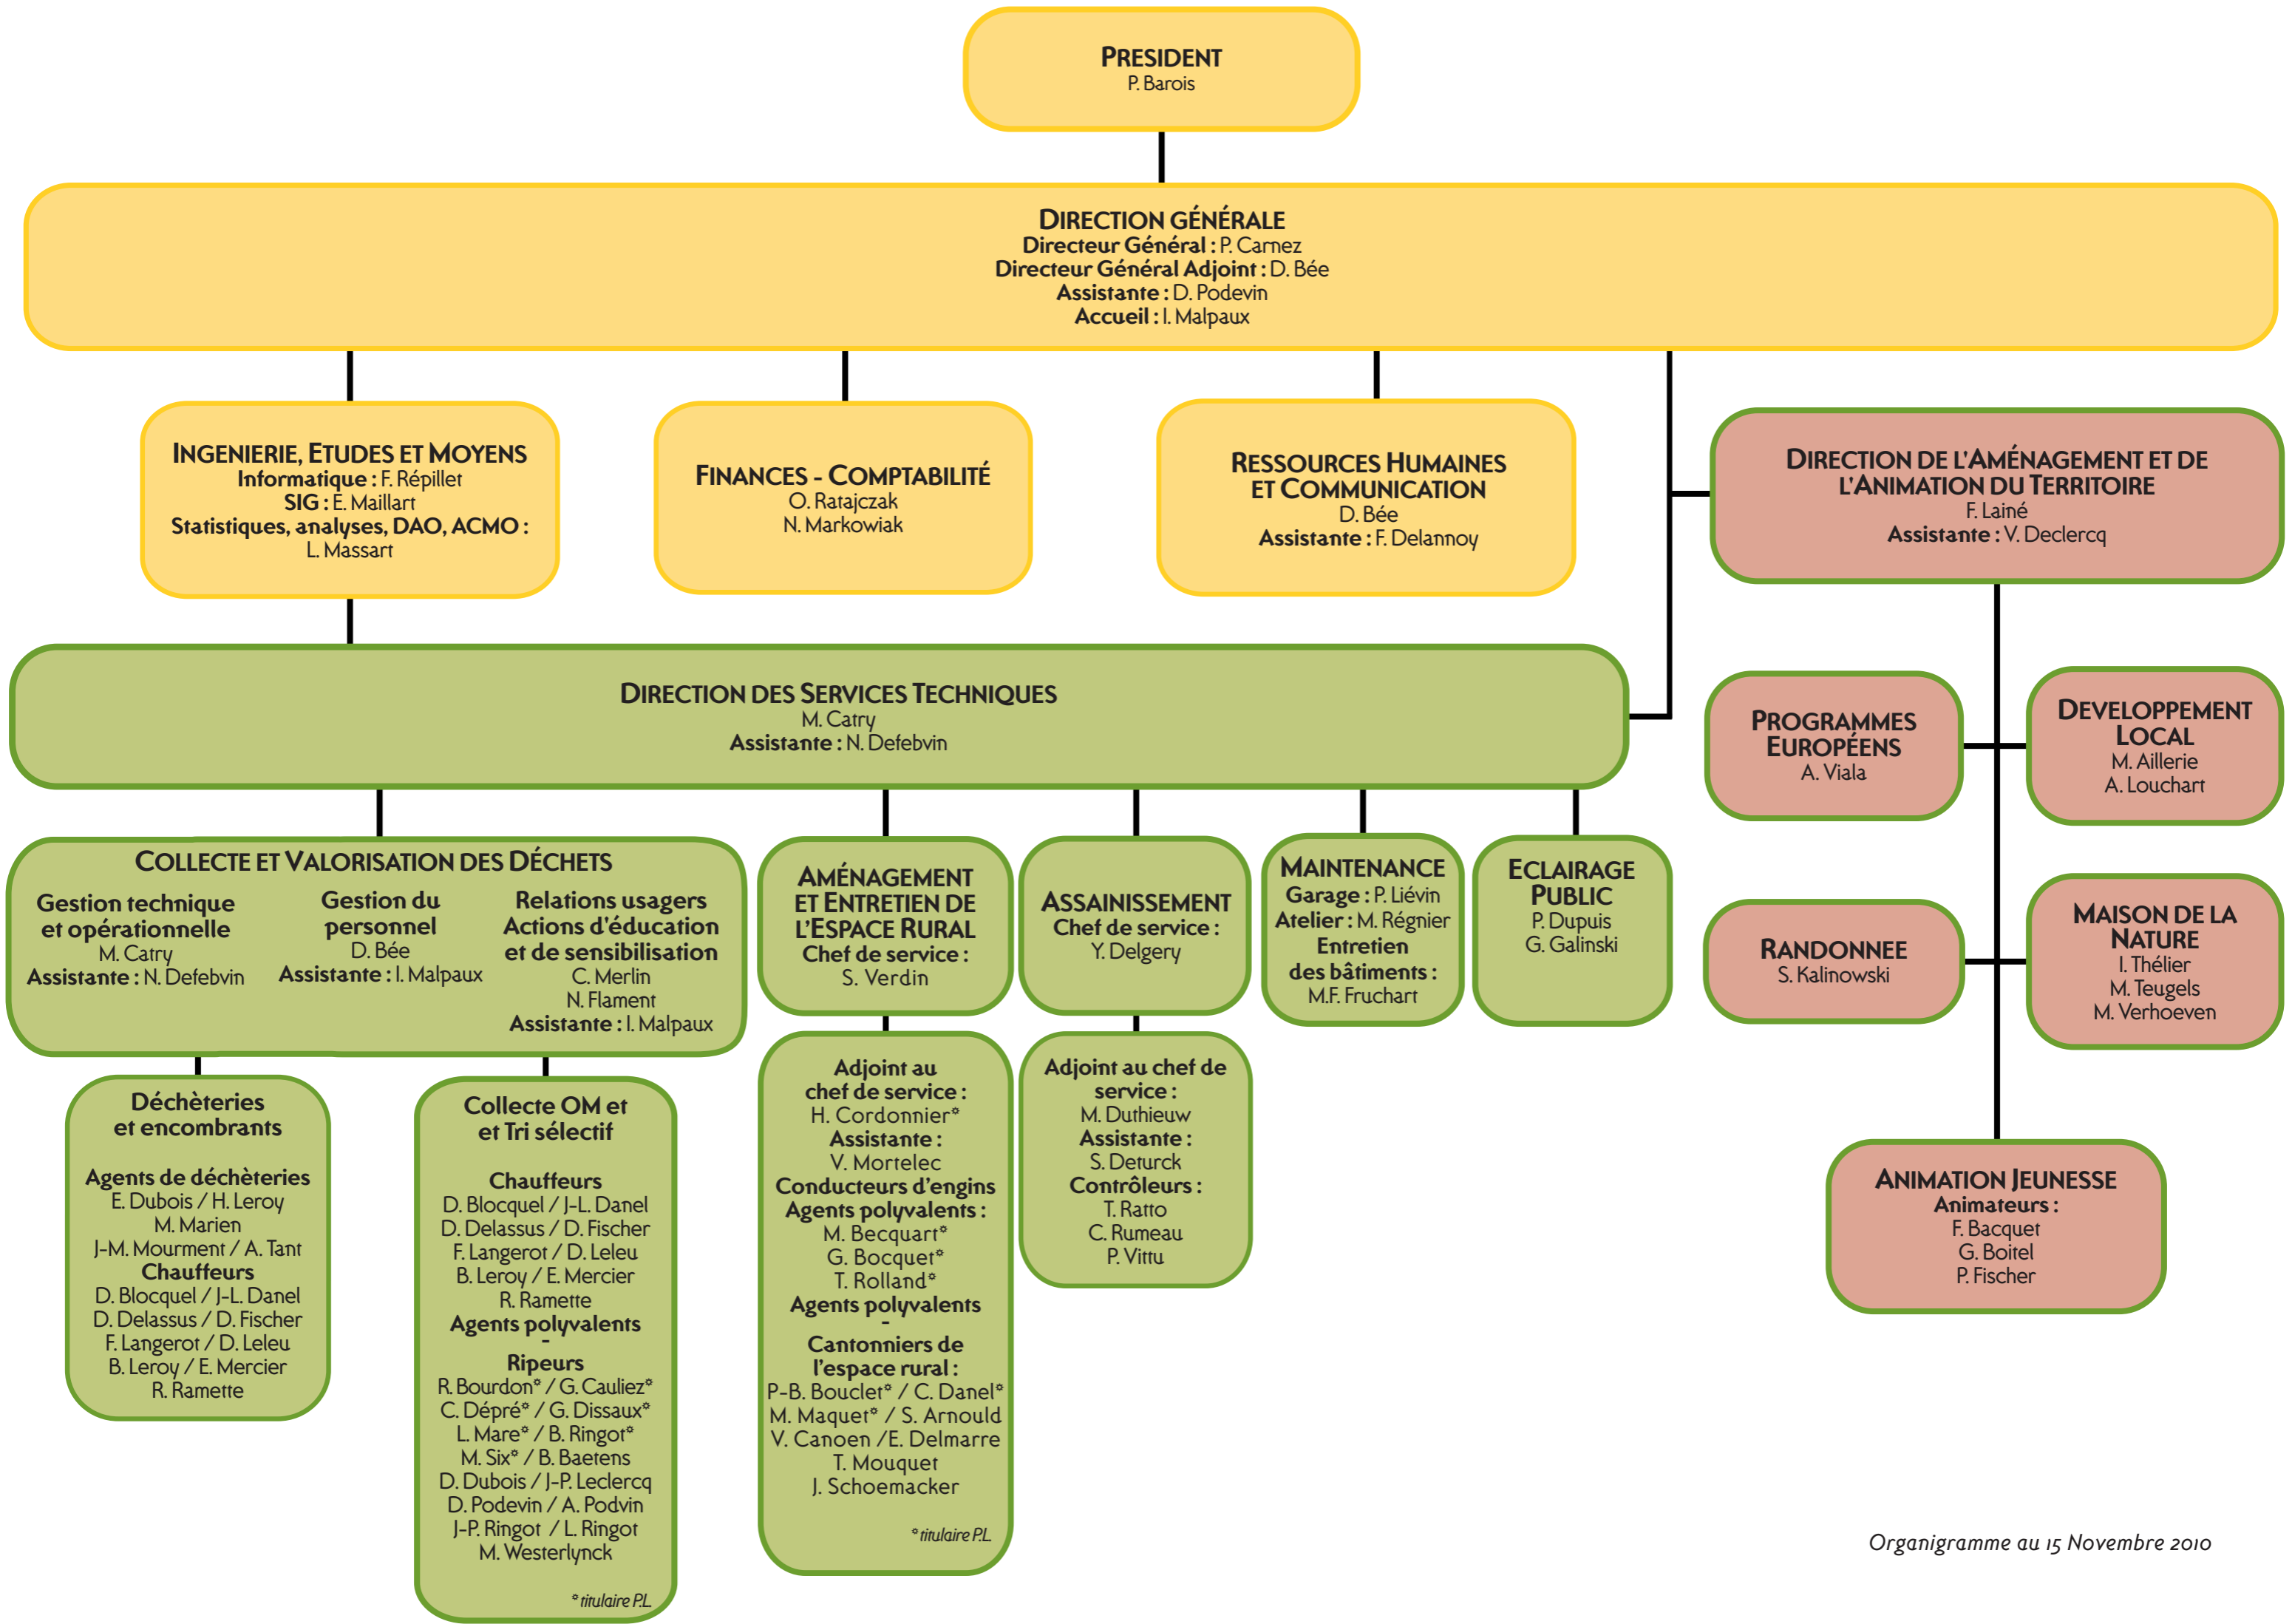 PRESIDENT
P. Barois
DIRECTION GÉNÉRALE
Directeur Général : P. Carnez
Directeur Général Adjoint : D. Bée
Assistante : D. Podevin
Accueil : I. Malpaux
INGENIERIE, ETUDES ET MOYENS
Informatique : F. Répillet
SIG : E. Maillart
Statistiques, analyses, DAO, ACMO :
L. Massart
FINANCES - COMPTABILITÉ
O. Ratajczak
N. Markowiak
RESSOURCES HUMAINES
ET COMMUNICATION
D. Bée
Assistante : F. Delannoy
DIRECTION DE L'AMÉNAGEMENT ET DE
L'ANIMATION DU TERRITOIRE
F. Lainé
Assistante : V. Declercq
DIRECTION DES SERVICES TECHNIQUES
M. Catry
Assistante : N. Defebvin
PROGRAMMES
EUROPÉENS
A. Viala
DEVELOPPEMENT
LOCAL
M. Aillerie
A. Louchart
COLLECTE ET VALORISATION DES DÉCHETS
Gestion technique
et opérationnelle
M. Catry
Assistante : N. Defebvin
Gestion du
personnel
D. Bée
Assistante : I. Malpaux
Relations usagers
Actions d'éducation
et de sensibilisation
C. Merlin
N. Flament
Assistante : I. Malpaux
AMÉNAGEMENT
ET ENTRETIEN DE
L'ESPACE RURAL
Chef de service :
S. Verdin
ASSAINISSEMENT
Chef de service :
Y. Delgery
MAINTENANCE
Garage : P. Liévin
Atelier : M. Régnier
Entretien
des bâtiments :
M.F. Fruchart
ECLAIRAGE
PUBLIC
P. Dupuis
G. Galinski
RANDONNEE
S. Kalinowski
MAISON DE LA
NATURE
I. Thélier
M. Teugels
M. Verhoeven
Déchèteries
et encombrants
Agents de déchèteries
E. Dubois / H. Leroy
M. Marien
J-M. Mourment / A. Tant
Chauffeurs
D. Blocquel / J-L. Danel
D. Delassus / D. Fischer
F. Langerot / D. Leleu
B. Leroy / E. Mercier
R. Ramette
Collecte OM et
et Tri sélectif
Chauffeurs
D. Blocquel / J-L. Danel
D. Delassus / D. Fischer
F. Langerot / D. Leleu
B. Leroy / E. Mercier
R. Ramette
Agents polyvalents
-
Ripeurs
R. Bourdon* / G. Cauliez*
C. Dépré* / G. Dissaux*
L. Mare* / B. Ringot*
M. Six* / B. Baetens
D. Dubois / J-P. Leclercq
D. Podevin / A. Podvin
J-P. Ringot / L. Ringot
M. Westerlynck
* titulaire P.L.
Adjoint au
chef de service :
H. Cordonnier*
Assistante :
V. Mortelec
Conducteurs d'engins
Agents polyvalents :
M. Becquart*
G. Bocquet*
T. Rolland*
Agents polyvalents
-
Cantonniers de
l'espace rural :
P-B. Bouclet* / C. Danel*
M. Maquet* / S. Arnould
V. Canoen /E. Delmarre
T. Mouquet
J. Schoemacker
* titulaire P.L.
Adjoint au chef de
service :
M. Duthieuw
Assistante :
S. Deturck
Contrôleurs :
T. Ratto
C. Rumeau
P. Vittu
ANIMATION JEUNESSE
Animateurs :
F. Bacquet
G. Boitel
P. Fischer
Organigramme au 15 Novembre 2010